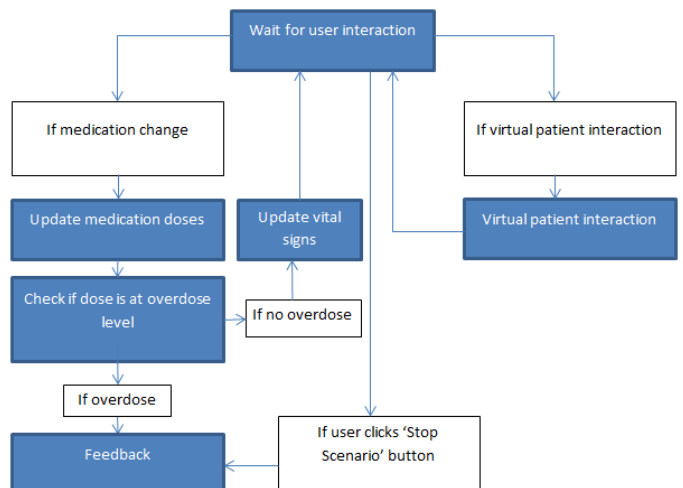 Wait for user interaction
If medication change
If virtual patient interaction
Update medication doses
Update vital
signs
Virtual patient interaction
Check if dose is at overdose
level
If no overdose
If overdose
If user clicks ‘Stop
Scenario’ button
Feedback